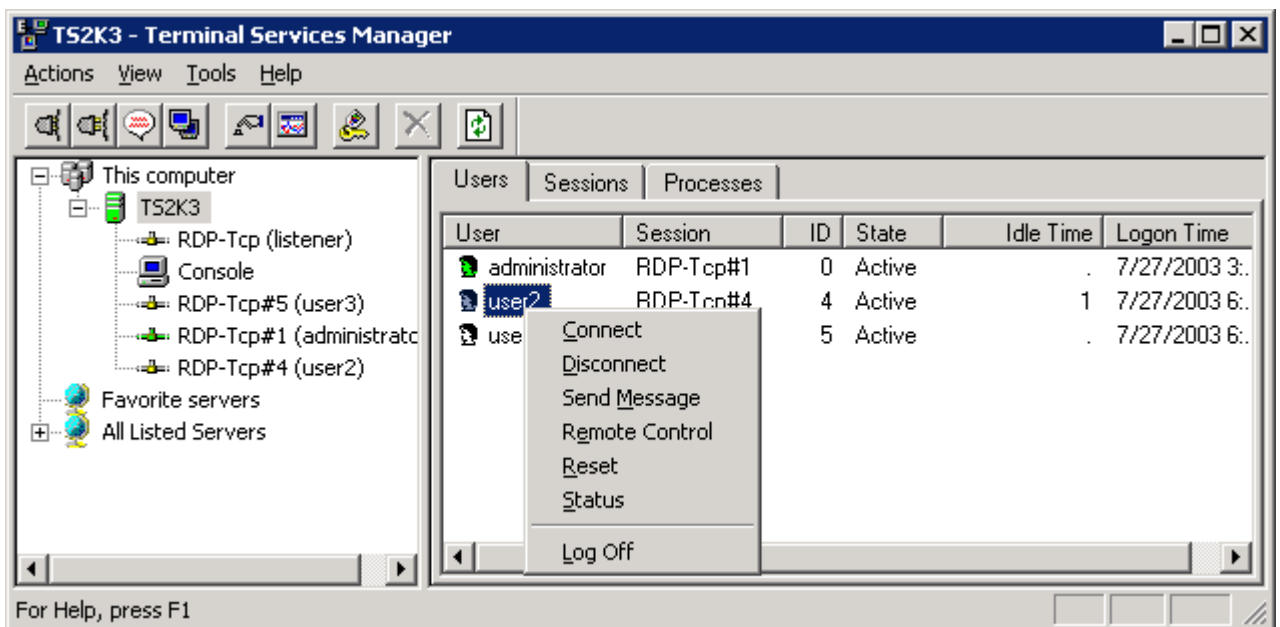 TS2K3 - Terminal Services Manager
Actions View Tools Help
This computer
TS2K3
RDP-Tcp (listener)
Console
RDP-Tcp#5 (user3)
RDP-Tcp#1 (administratc
RDP-Tcp#4 (user2)
Favorite servers
All Listed Servers
Users Sessions Processes
User Session ID State Idle Time Logon Time
administrator RDP-Tcp#1 0 Active . 7/27/2003 3:.
user2 RDP-Tcp#4 4 Active 1 7/27/2003 6:.
use 5 Active . 7/27/2003 6:.
Connect
Disconnect
Send Message
Remote Control
Reset
Status
Log Off
For Help, press F1